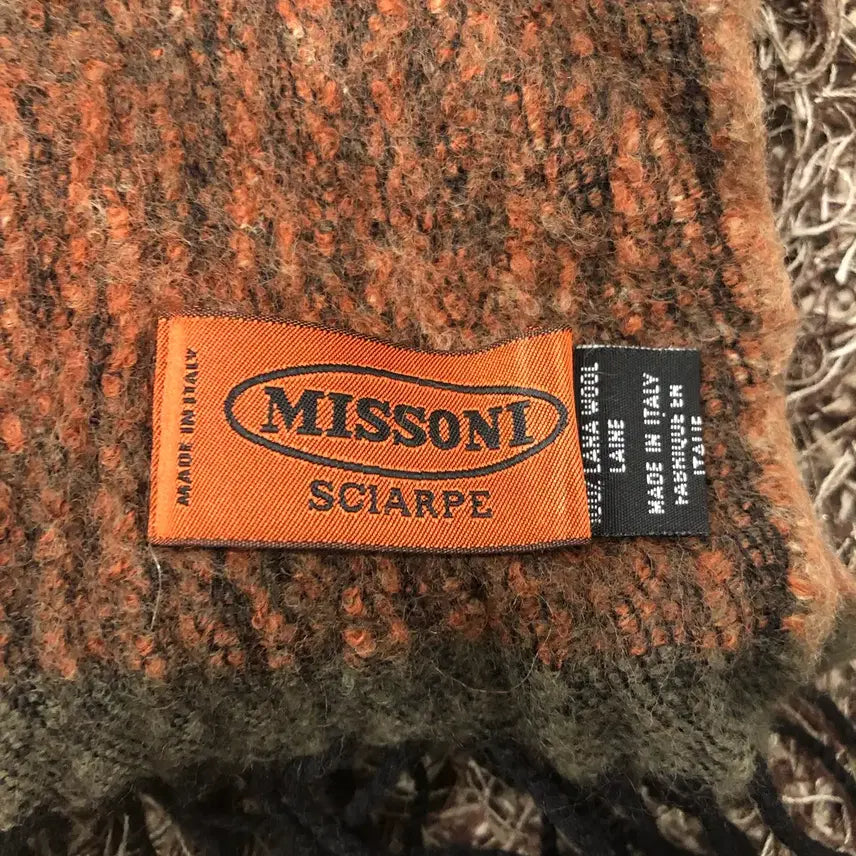 MADE IN ITALY
MISSONI
SCIARPE
LANA WOOL
LAINE
MADE IN ITALY
FABRIQUE EN
ITALIE